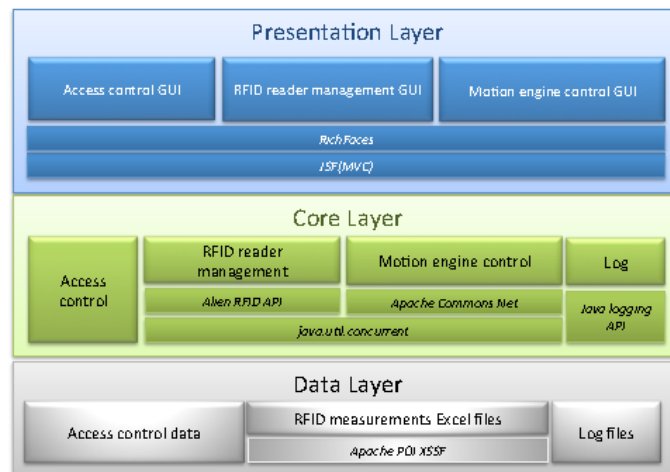 Presentation Layer
Access control GUI
RFID reader management GUI
Motion engine control GUI
RichFaces
JSF(MVC)
Core Layer
Access
control
RFID reader
management
Motion engine control
Log
Alien RFID API
Apache Commons Net
Java logging
API
java.util.concurrent
Data Layer
Access control data
RFID measurements Excel files
Apache POI XSSF
Log files